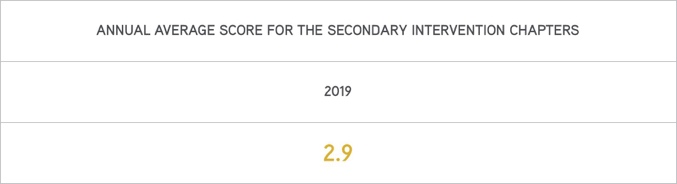 ANNUAL AVERAGE SCORE FOR THE SECONDARY INTERVENTION CHAPTERS
2019
2.9